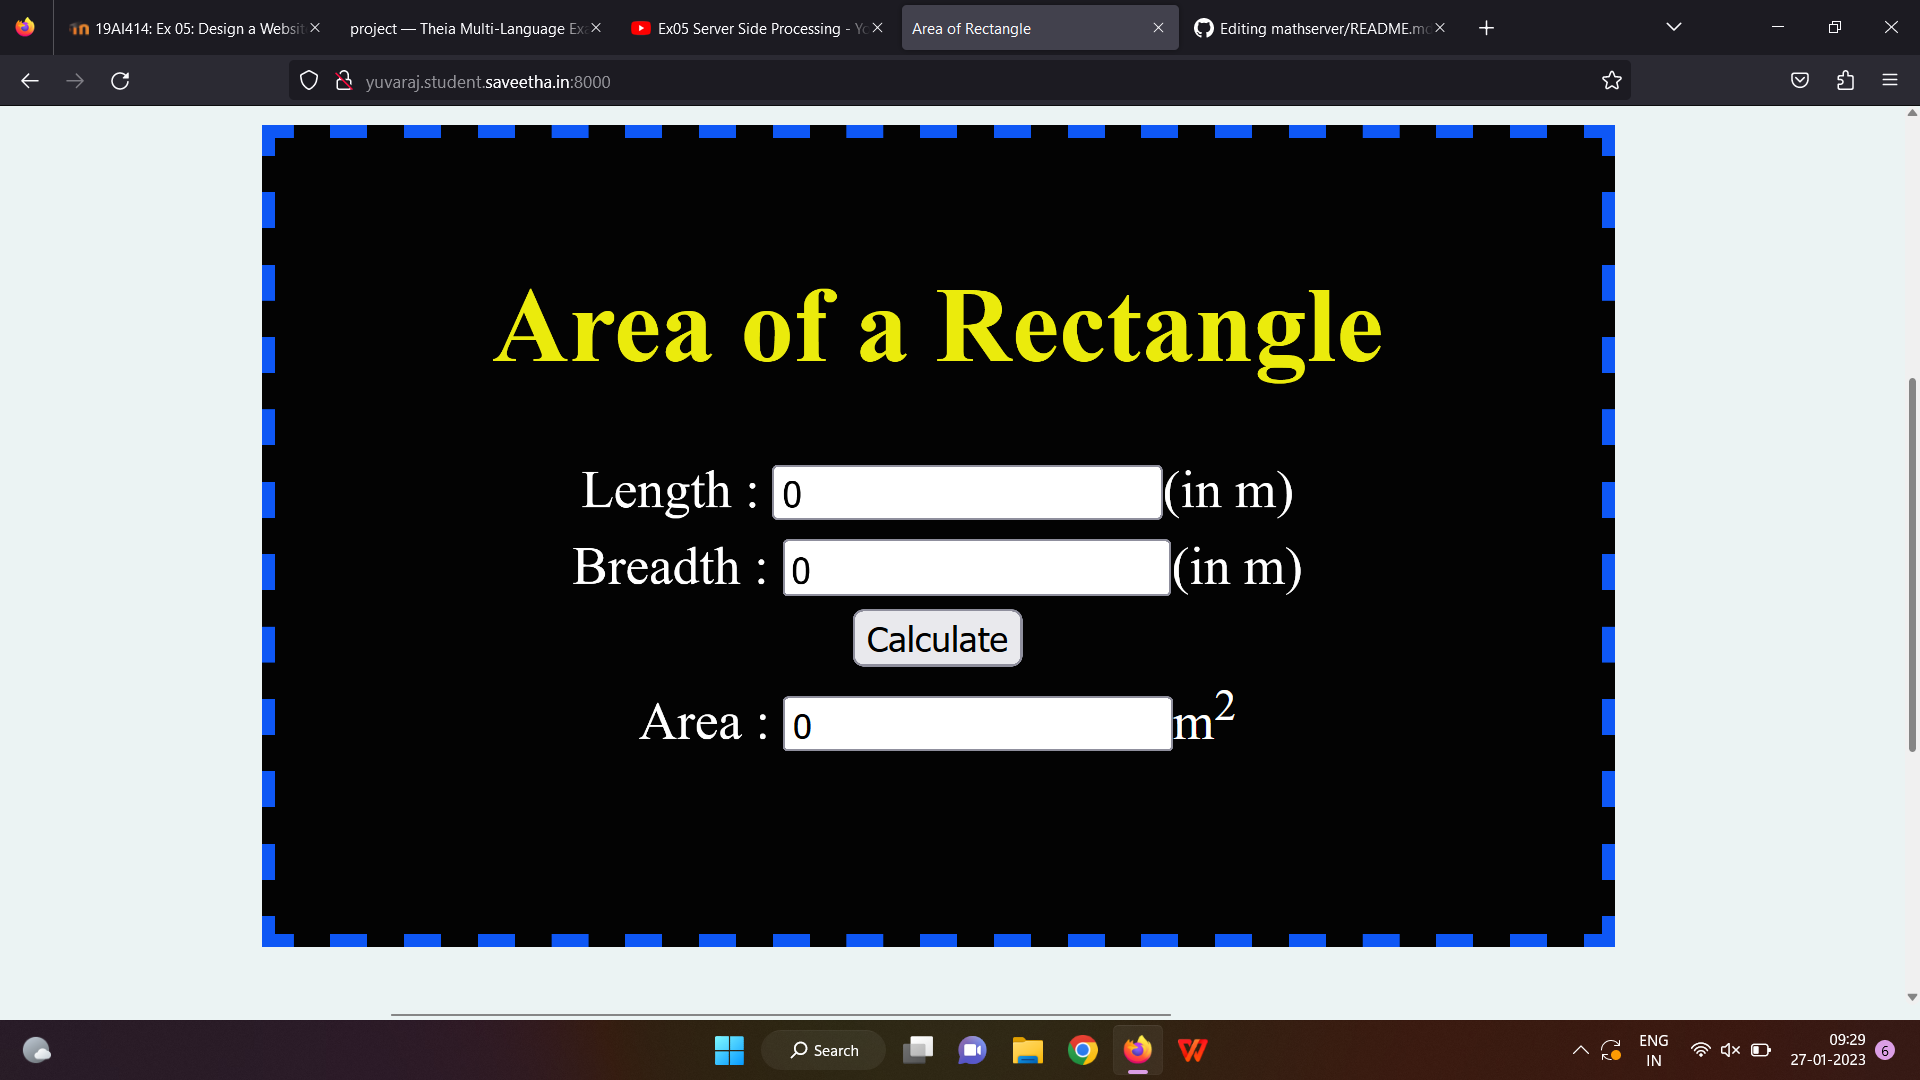 19AI414: Ex 05: Design a Websit
project — Theia Multi-Language Exa
Ex05 Server Side Processing - Yo
Area of Rectangle
Editing mathserver/README.md
yuvaraj.student.saveetha.in:8000
Area of a Rectangle
Length : 0 (in m)
Breadth : 0 (in m)
Calculate
Area : 0 m²
Search
ENG
IN
09:29
27-01-2023
6